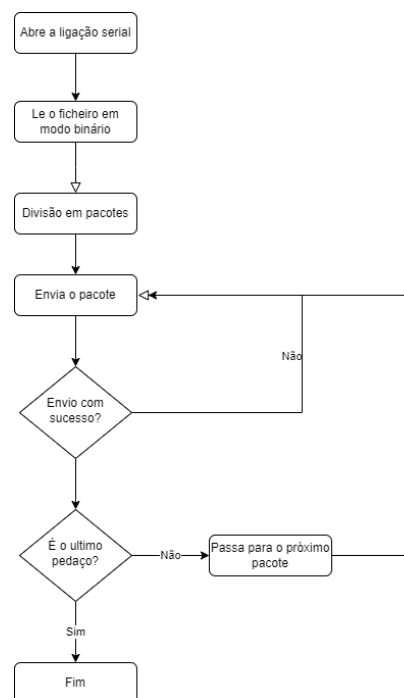 Abre a ligação serial
Le o ficheiro em
modo binário
Divisão em pacotes
Envia o pacote
Não
Envio com
sucesso?
É o ultimo
pedaço?
Não
Passa para o próximo
pacote
Sim
Fim